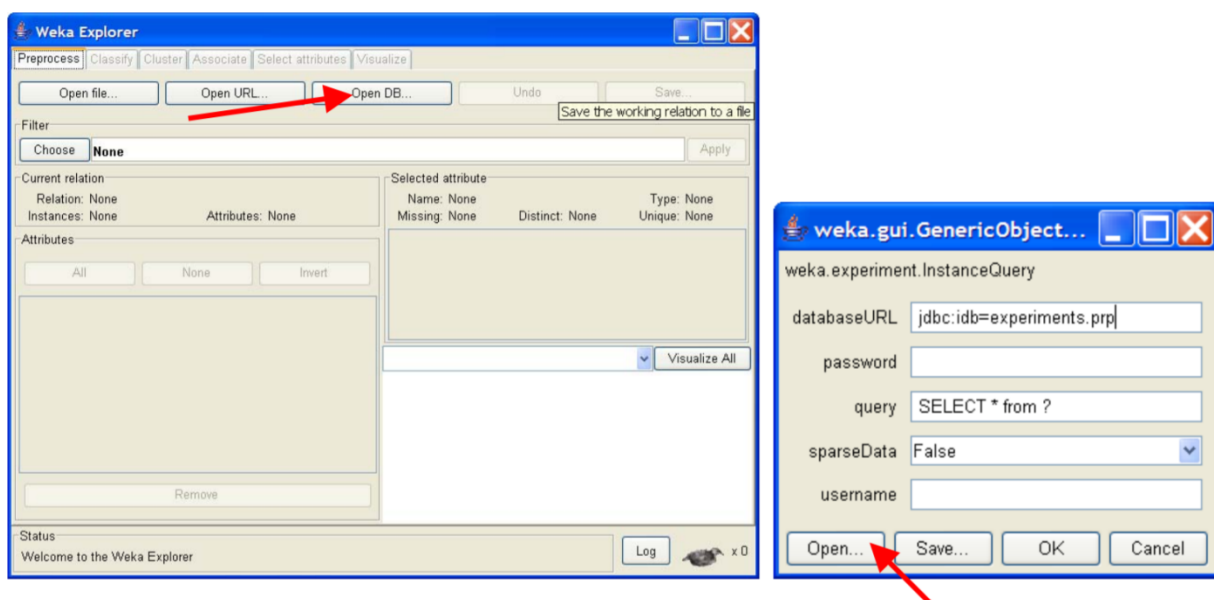 Weka Explorer
Preprocess Classify Cluster Associate Select attributes Visualize
Open file... Open URL... Open DB... Undo Save...
Save the working relation to a file
Filter
Choose None Apply
Current relation
Relation: None
Instances: None Attributes: None
Selected attribute
Name: None Type: None
Missing: None Distinct: None Unique: None
Attributes
All None Invert
Visualize All
Remove
Status
Welcome to the Weka Explorer
Log x 0
weka.gui.GenericObject...
weka.experiment.InstanceQuery
databaseURL jdbc:idb=experiments.prp
password
query SELECT * from ?
sparseData False
username
Open... Save... OK Cancel